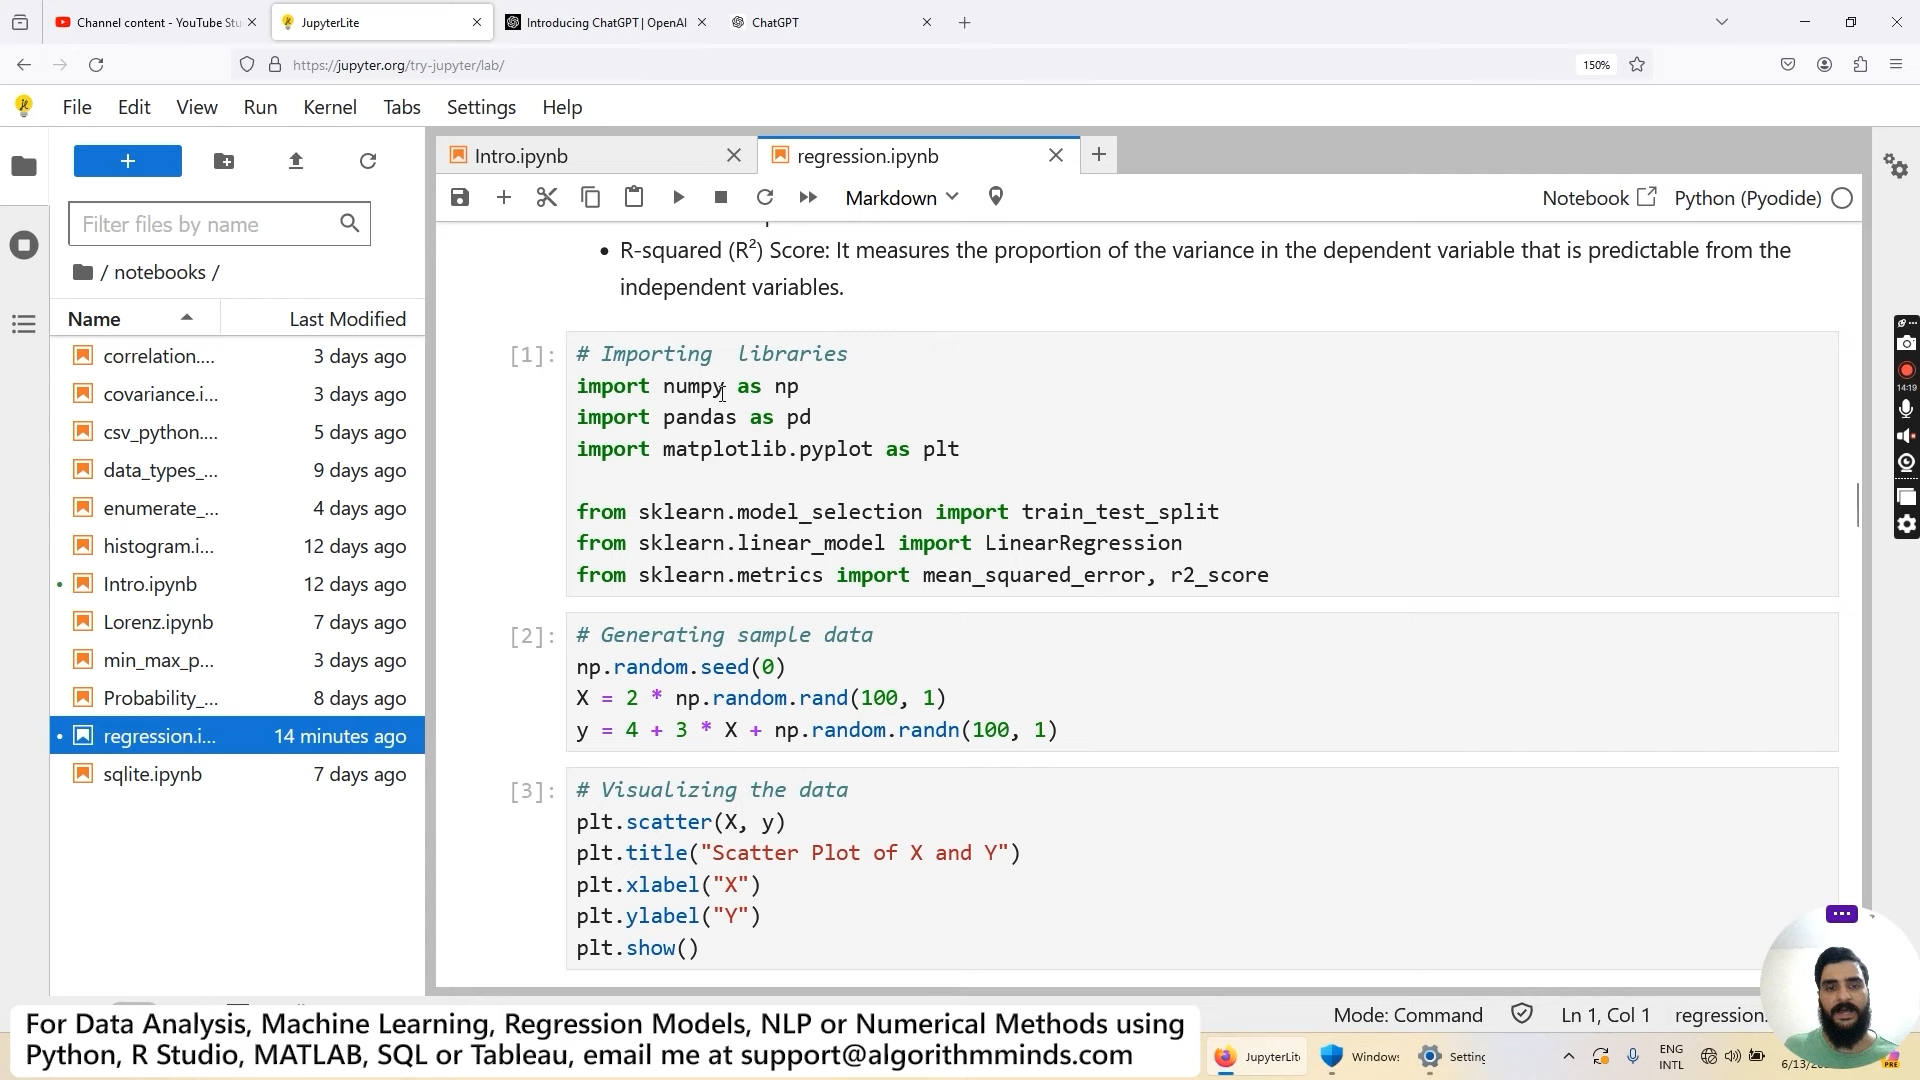 Channel content - YouTube Stu
JupyterLite
Introducing ChatGPT | OpenAI
ChatGPT
https://jupyter.org/try-jupyter/lab/
150%
File Edit View Run Kernel Tabs Settings Help
Intro.ipynb
regression.ipynb
Markdown
Notebook
Python (Pyodide)
Filter files by name
/ notebooks /
Name Last Modified
correlation.... 3 days ago
covariance.i... 3 days ago
csv_python.... 5 days ago
data_types_... 9 days ago
enumerate_... 4 days ago
histogram.i... 12 days ago
Intro.ipynb 12 days ago
Lorenz.ipynb 7 days ago
min_max_p... 3 days ago
Probability_... 8 days ago
regression.i... 14 minutes ago
sqlite.ipynb 7 days ago
• R-squared (R²) Score: It measures the proportion of the variance in the dependent variable that is predictable from the
independent variables.
[1]:
# Importing  libraries
import numpy as np
import pandas as pd
import matplotlib.pyplot as plt
from sklearn.model_selection import train_test_split
from sklearn.linear_model import LinearRegression
from sklearn.metrics import mean_squared_error, r2_score
[2]:
# Generating sample data
np.random.seed(0)
X = 2 * np.random.rand(100, 1)
y = 4 + 3 * X + np.random.randn(100, 1)
[3]:
# Visualizing the data
plt.scatter(X, y)
plt.title("Scatter Plot of X and Y")
plt.xlabel("X")
plt.ylabel("Y")
plt.show()
14:19
Mode: Command
Ln 1, Col 1
regression.
For Data Analysis, Machine Learning, Regression Models, NLP or Numerical Methods using
Python, R Studio, MATLAB, SQL or Tableau, email me at support@algorithmminds.com
JupyterLit
Windows
Setting
ENG
INTL
6/13/
PRE